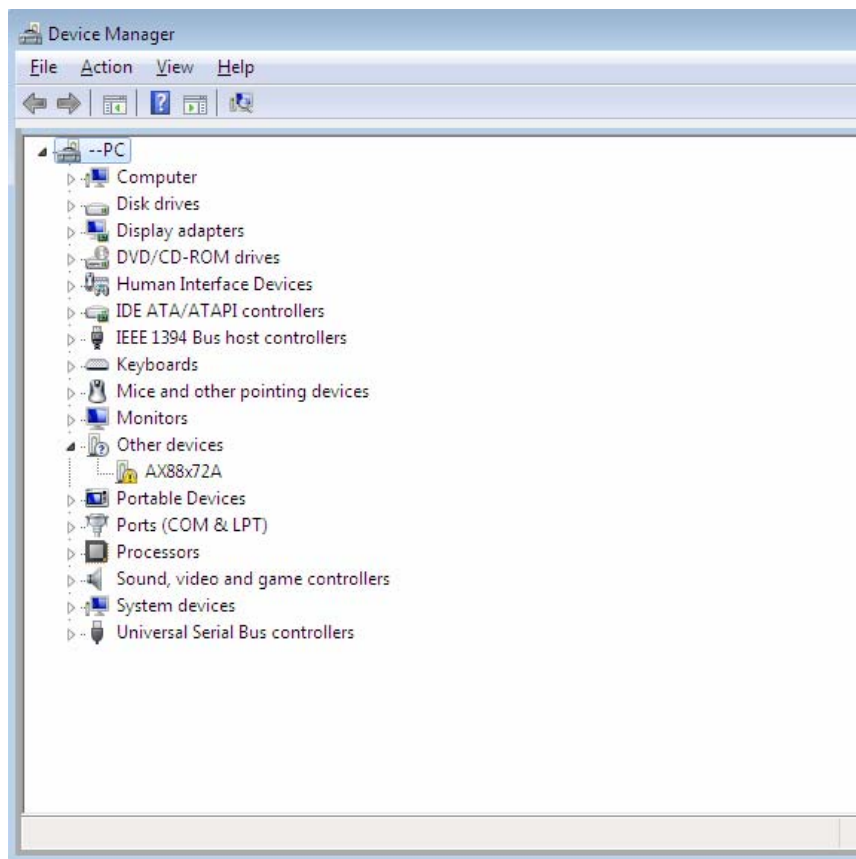 Device Manager
File Action View Help
--PC
Computer
Disk drives
Display adapters
DVD/CD-ROM drives
Human Interface Devices
IDE ATA/ATAPI controllers
IEEE 1394 Bus host controllers
Keyboards
Mice and other pointing devices
Monitors
Other devices
AX88x72A
Portable Devices
Ports (COM & LPT)
Processors
Sound, video and game controllers
System devices
Universal Serial Bus controllers